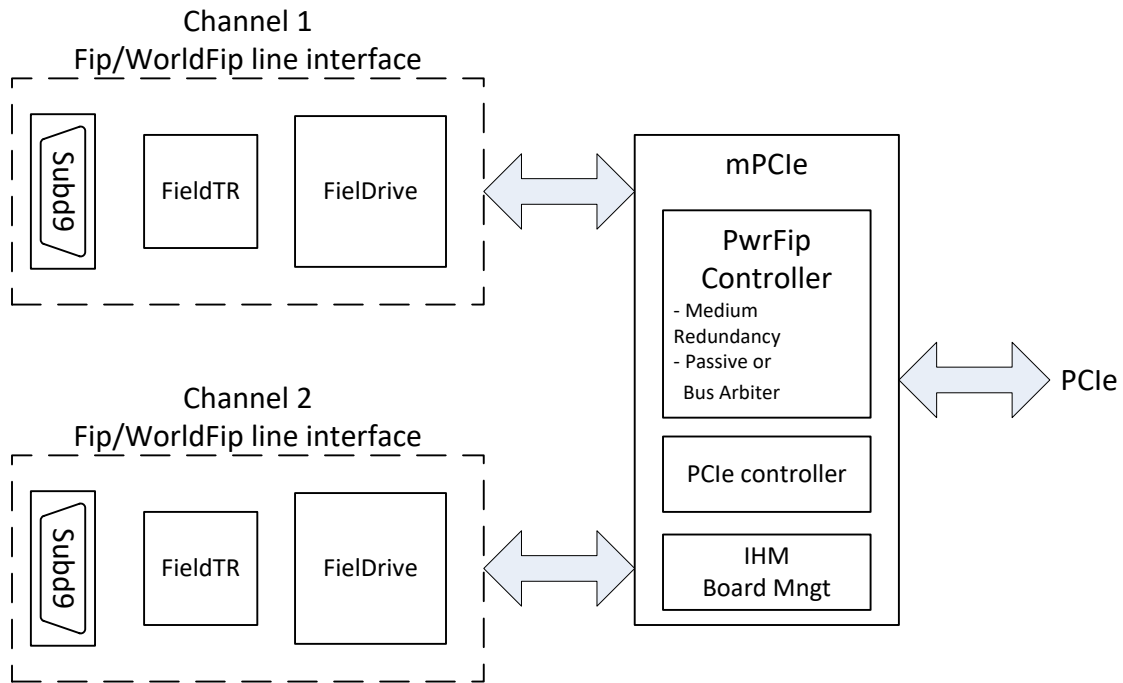 Channel 1
Fip/WorldFip line interface
Subd9
FieldTR
FielDrive
mPCIe
PwrFip
Controller
- Medium
Redundancy
- Passive or
Bus Arbiter
PCIe controller
IHM
Board Mngt
PCIe
Channel 2
Fip/WorldFip line interface
Subd9
FieldTR
FielDrive